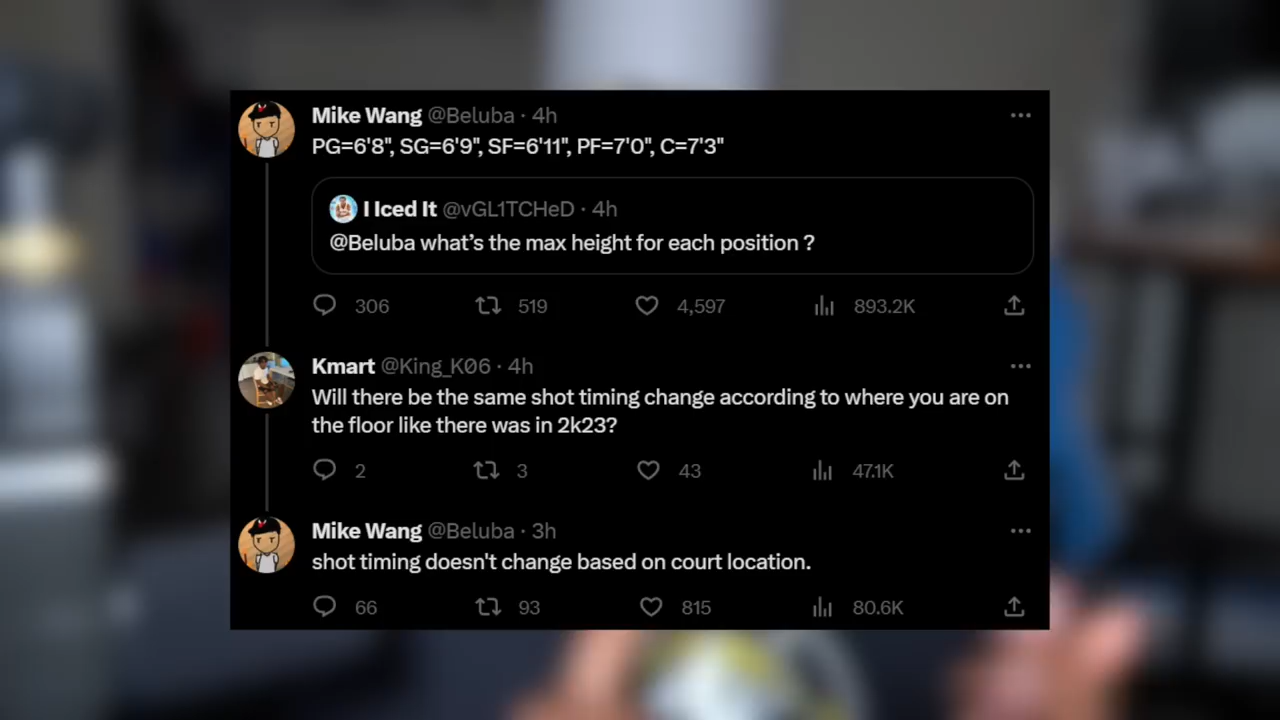 Mike Wang @Beluba · 4h
PG=6'8", SG=6'9", SF=6'11", PF=7'0", C=7'3"
I Iced It @vGL1TCHeD · 4h
@Beluba what's the max height for each position ?
306 519 4,597 893.2K
Kmart @King_K06 · 4h
Will there be the same shot timing change according to where you are on
the floor like there was in 2k23?
2 3 43 47.1K
Mike Wang @Beluba · 3h
shot timing doesn't change based on court location.
66 93 815 80.6K